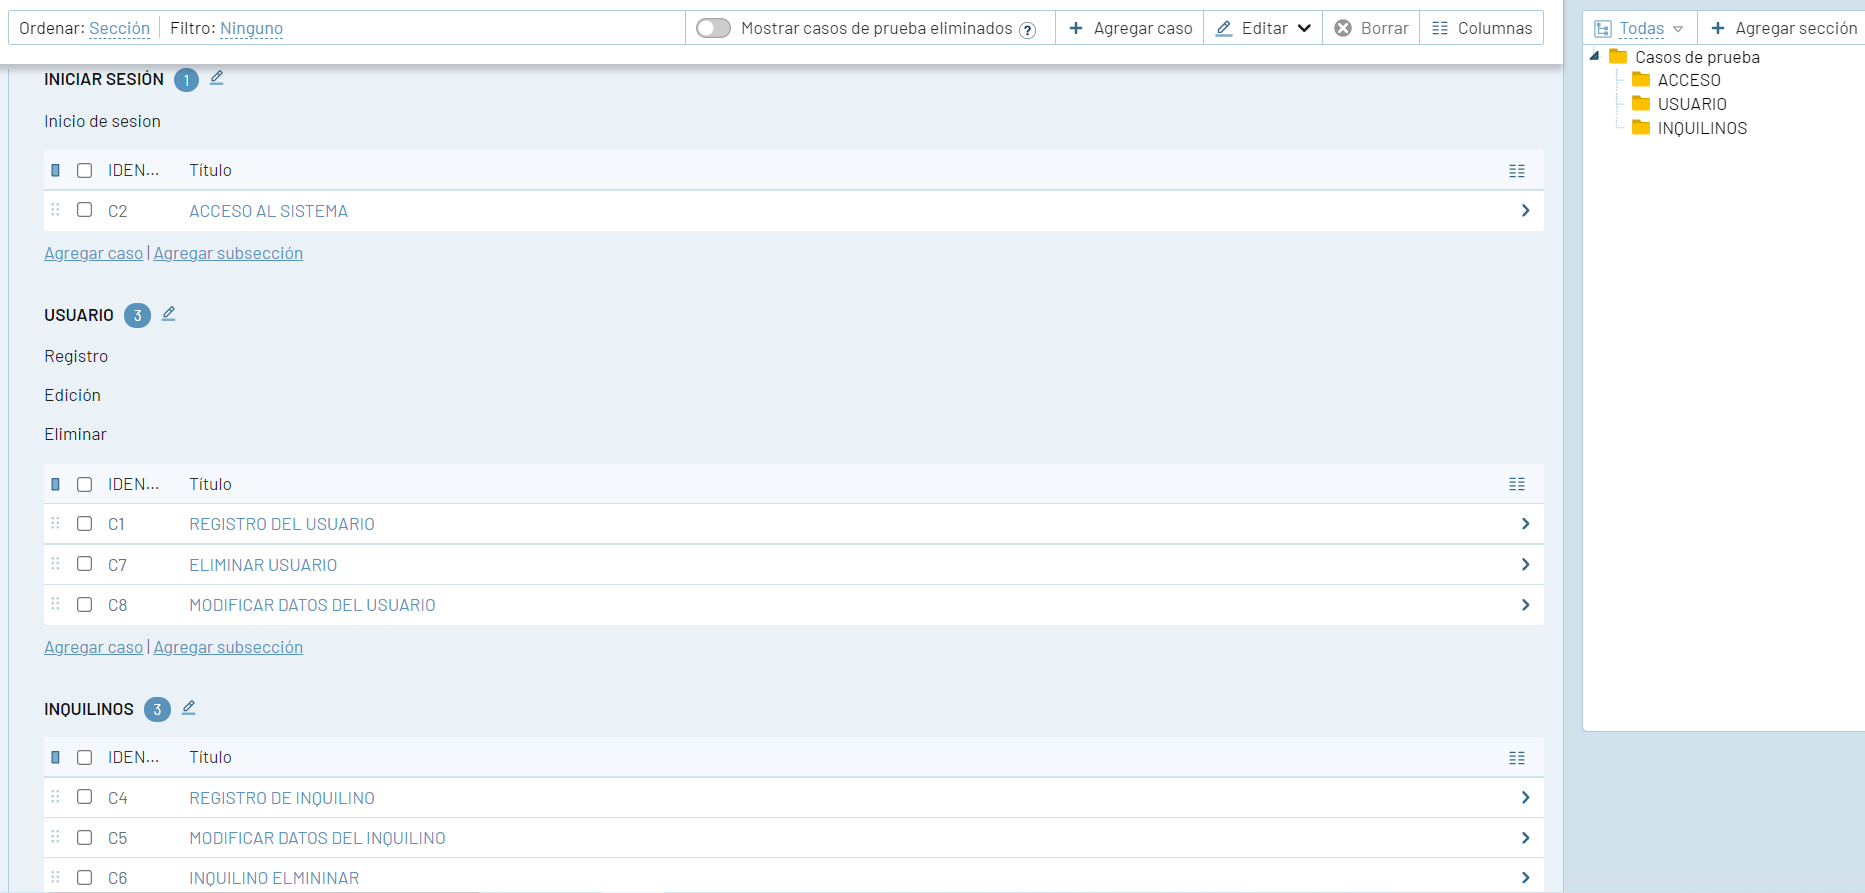 Ordenar: Sección Filtro: Ninguno Mostrar casos de prueba eliminados ? Agregar caso Editar Borrar Columnas
INICIAR SESIÓN 1
Inicio de sesion
IDEN... Título
C2 ACCESO AL SISTEMA
Agregar caso | Agregar subsección
USUARIO 3
Registro
Edición
Eliminar
IDEN... Título
C1 REGISTRO DEL USUARIO
C7 ELIMINAR USUARIO
C8 MODIFICAR DATOS DEL USUARIO
Agregar caso | Agregar subsección
INQUILINOS 3
IDEN... Título
C4 REGISTRO DE INQUILINO
C5 MODIFICAR DATOS DEL INQUILINO
C6 INQUILINO ELMININAR
Todas Agregar sección
Casos de prueba
ACCESO
USUARIO
INQUILINOS